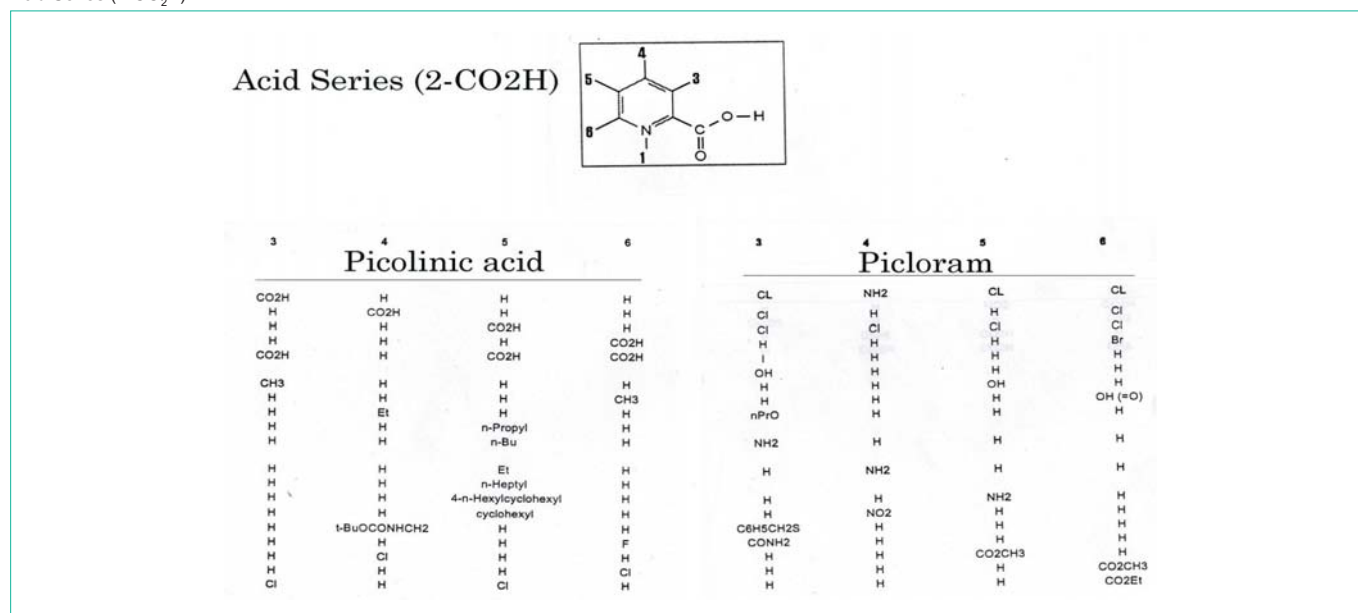 Acid Series (2-CO2H)
4
5
3
6
N
C
O
H
O
1
3 4 5 6
Picolinic acid
CO2H H H H
H CO2H H H
H H CO2H H
H H H CO2H
CO2H H CO2H CO2H
CH3 H H H
H H H CH3
H Et H H
H H n-Propyl H
H H n-Bu H
H H Et H
H H n-Heptyl H
H H 4-n-Hexylcyclohexyl H
H H cyclohexyl H
H t-BuOCONHCH2 H H
H H H F
H Cl H H
H H H Cl
Cl H Cl H
3 4 5 6
Picloram
CL NH2 CL CL
Cl H H Cl
Cl Cl Cl Cl
H H H Br
I H H H
OH H H H
H H OH H
H H H OH (=O)
nPrO H H H
NH2 H H H
H NH2 H H
H H NH2 H
H NO2 H H
C6H5CH2S H H H
CONH2 H H H
H H CO2CH3 H
H H H CO2CH3
H H H CO2Et